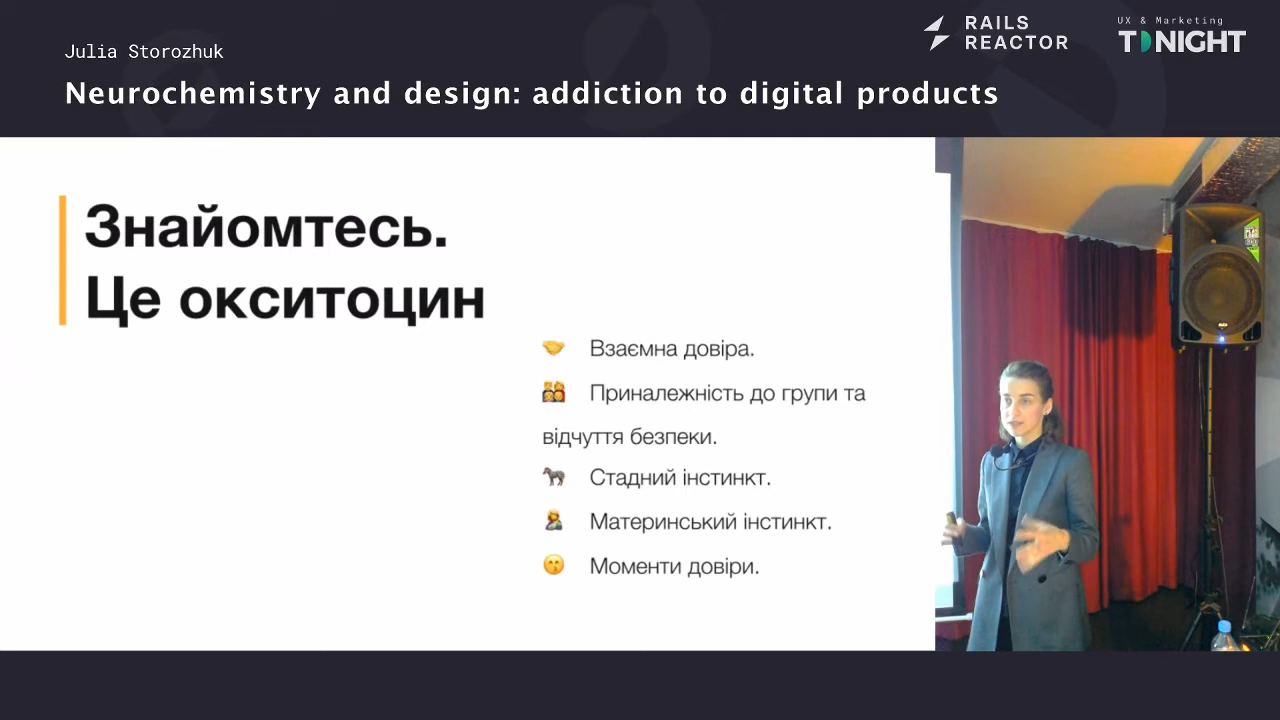 Julia Storozhuk
Neurochemistry and design: addiction to digital products
RAILS
REACTOR
UX & Marketing
TONIGHT
Знайомтесь.
Це окситоцин
Взаємна довіра.
Приналежність до групи та
відчуття безпеки.
Стадний інстинкт.
Материнський інстинкт.
Моменти довіри.